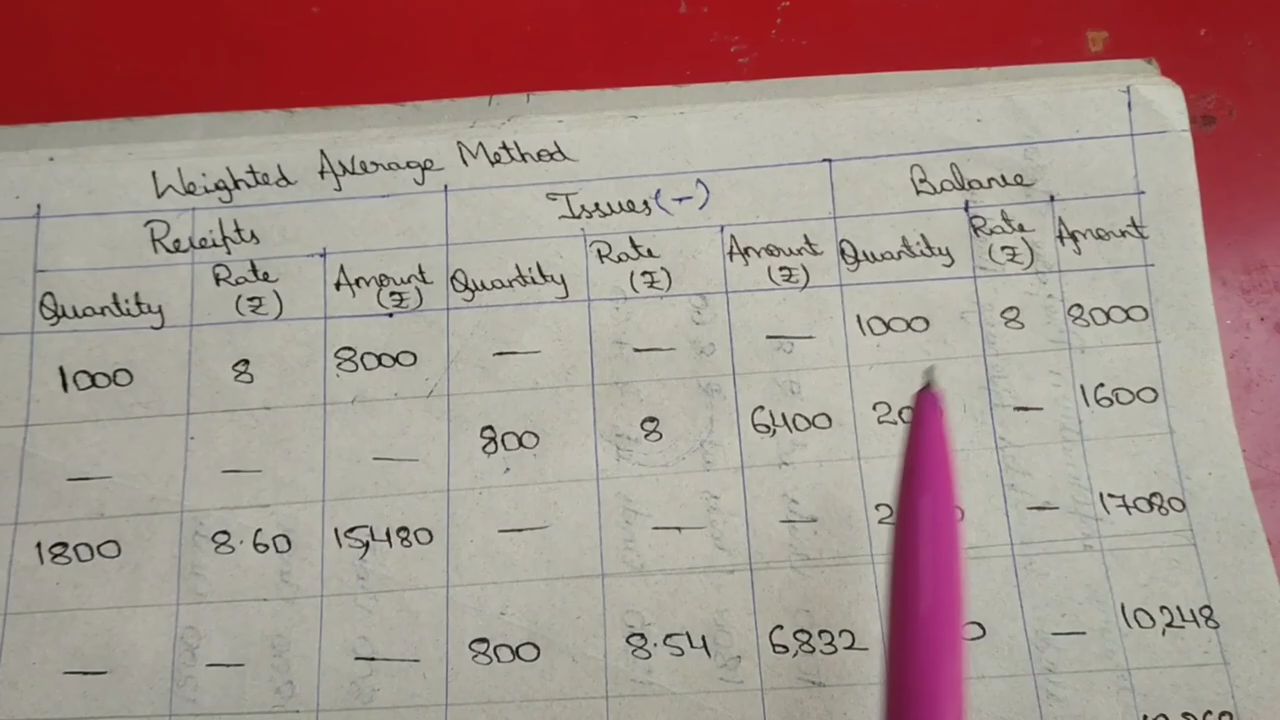 Weighted Average Method
Receipts Issues(-) Balance
Quantity Rate (₹) Amount (₹) Quantity Rate (₹) Amount (₹) Quantity Rate (₹) Amount
1000 8 8000 — — — 1000 8 8000
— — — 800 8 6,400 — 1600
1800 8.60 15,480 — — — — 17080
— — — 800 8.54 6,832 — 10,248